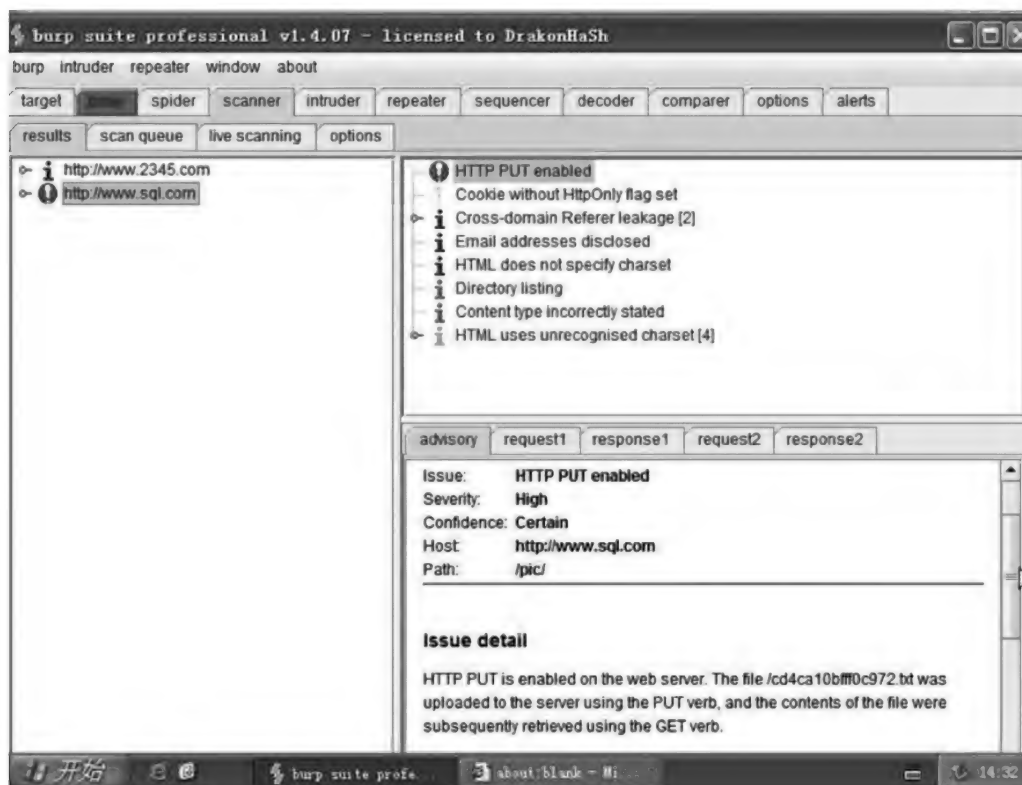 burp suite professional v1.4.07 - licensed to DrakonHaSh
burp intruder repeater window about
target spider scanner intruder repeater sequencer decoder comparer options alerts
results scan queue live scanning options
http://www.2345.com
http://www.sql.com
HTTP PUT enabled
Cookie without HttpOnly flag set
Cross-domain Referer leakage [2]
Email addresses disclosed
HTML does not specify charset
Directory listing
Content type incorrectly stated
HTML uses unrecognised charset [4]
advisory request1 response1 request2 response2
Issue: HTTP PUT enabled
Severity: High
Confidence: Certain
Host: http://www.sql.com
Path: /pic/
Issue detail
HTTP PUT is enabled on the web server. The file /cd4ca10bfff0c972.txt was
uploaded to the server using the PUT verb, and the contents of the file were
subsequently retrieved using the GET verb.
开始 burp suite profe... about:blank - Mi... 14:32